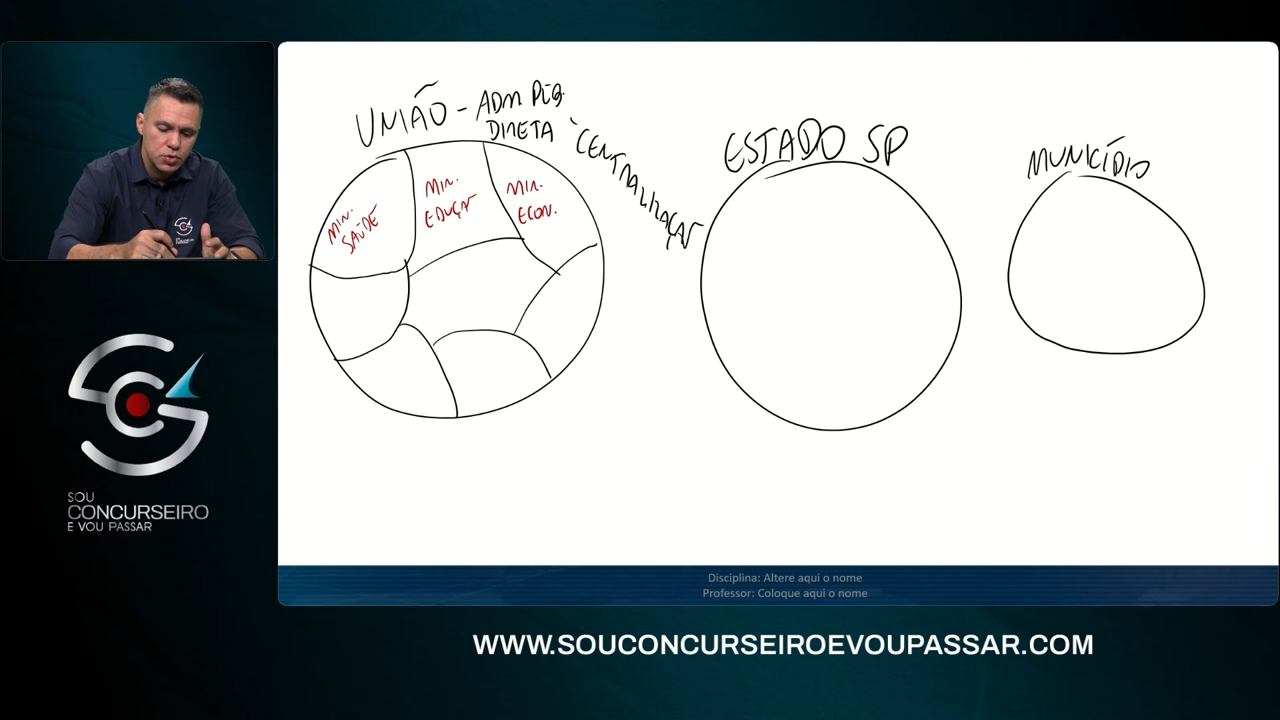 UNIÃO - ADM PÚB.
DIRETA
CENTRALIZAÇÃO
ESTADO SP
MUNICÍPIO
MIN.
SAÚDE
MIN.
EDUÇÃ
MIN.
ECON.
SOU
CONCURSEIRO
E VOU PASSAR
Disciplina: Altere aqui o nome
Professor: Coloque aqui o nome
WWW.SOUCONCURSEIROEVOUPASSAR.COM